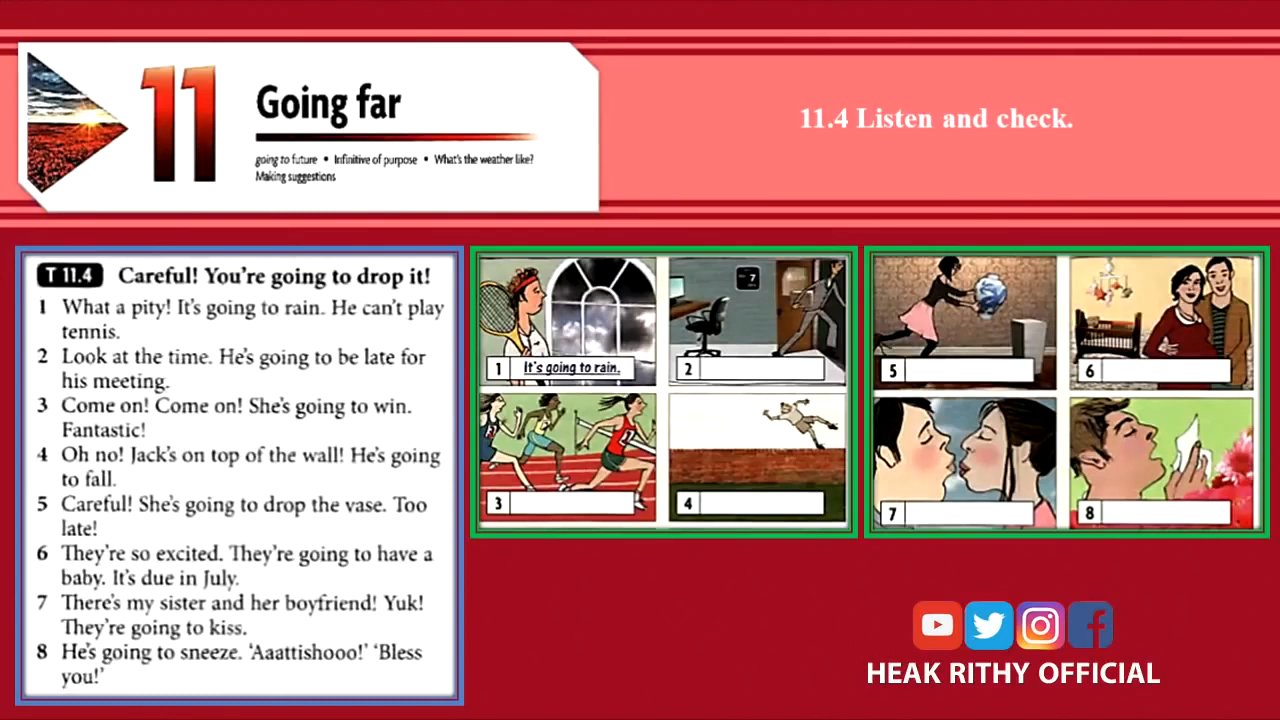 11
Going far
going to future • Infinitive of purpose • What's the weather like?
Making suggestions
11.4 Listen and check.
T 11.4 Careful! You're going to drop it!
1 What a pity! It's going to rain. He can't play
tennis.
2 Look at the time. He's going to be late for
his meeting.
3 Come on! Come on! She's going to win.
Fantastic!
4 Oh no! Jack's on top of the wall! He's going
to fall.
5 Careful! She's going to drop the vase. Too
late!
6 They're so excited. They're going to have a
baby. It's due in July.
7 There's my sister and her boyfriend! Yuk!
They're going to kiss.
8 He's going to sneeze. 'Aaattishooo!' 'Bless
you!'
7
1 It's going to rain.
2
3
4
5
6
7
8
HEAK RITHY OFFICIAL